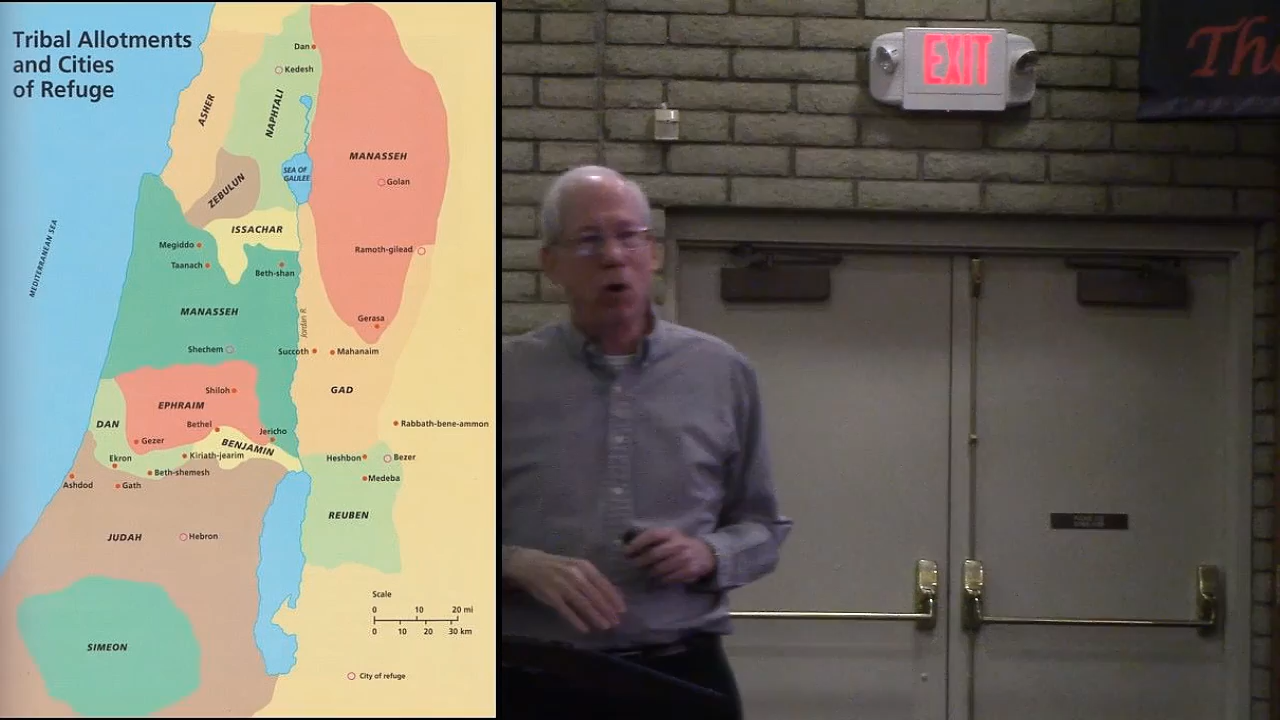 Tribal Allotments
and Cities
of Refuge
Dan
Kedesh
ASHER
NAPHTALI
MANASSEH
SEA OF
GALILEE
Golan
ZEBULUN
ISSACHAR
Megiddo
Ramoth-gilead
Taanach
Beth-shan
MEDITERRANEAN SEA
MANASSEH
Jordan R.
Gerasa
Shechem
Succoth
Mahanaim
GAD
Shiloh
EPHRAIM
DAN
Bethel
Jericho
Rabbath-bene-ammon
Gezer
BENJAMIN
Ekron
Kiriath-jearim
Heshbon
Bezer
Beth-shemesh
Ashdod
Gath
Medeba
REUBEN
JUDAH
Hebron
Scale
0 10 20 mi
0 10 20 30 km
SIMEON
City of refuge
EXIT